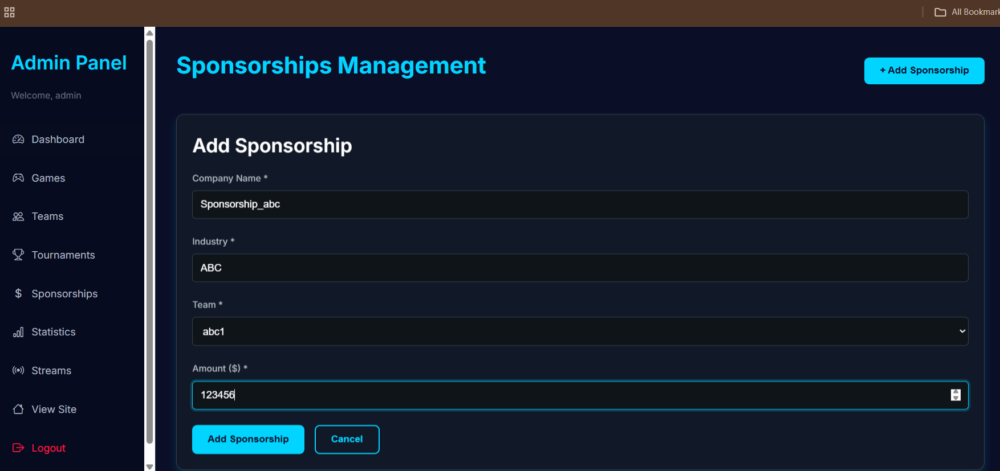 All Bookmark
Admin Panel
Welcome, admin
Dashboard
Games
Teams
Tournaments
$ Sponsorships
Statistics
Streams
View Site
Logout
Sponsorships Management
+ Add Sponsorship
Add Sponsorship
Company Name *
Sponsorship_abc
Industry *
ABC
Team *
abc1
Amount ($) *
123456
Add Sponsorship
Cancel